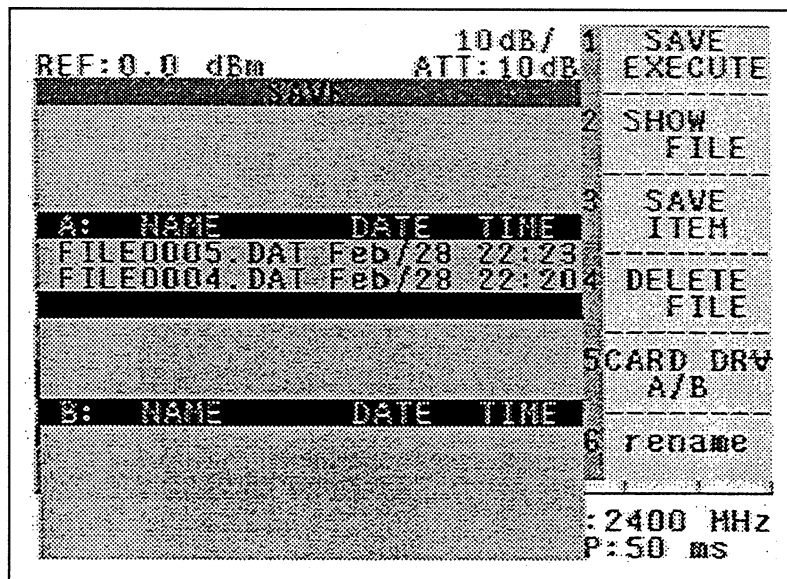 10dB/
REF:0.0 dBm ATT:10dB
SAVE
A: NAME DATE TIME
FILE0005.DAT Feb/28 22:23
FILE0004.DAT Feb/28 22:20
B: NAME DATE TIME
:2400 MHz
P:50 ms
1 SAVE
EXECUTE
2 SHOW
FILE
3 SAVE
ITEM
4 DELETE
FILE
5 CARD DRV
A/B
6 rename